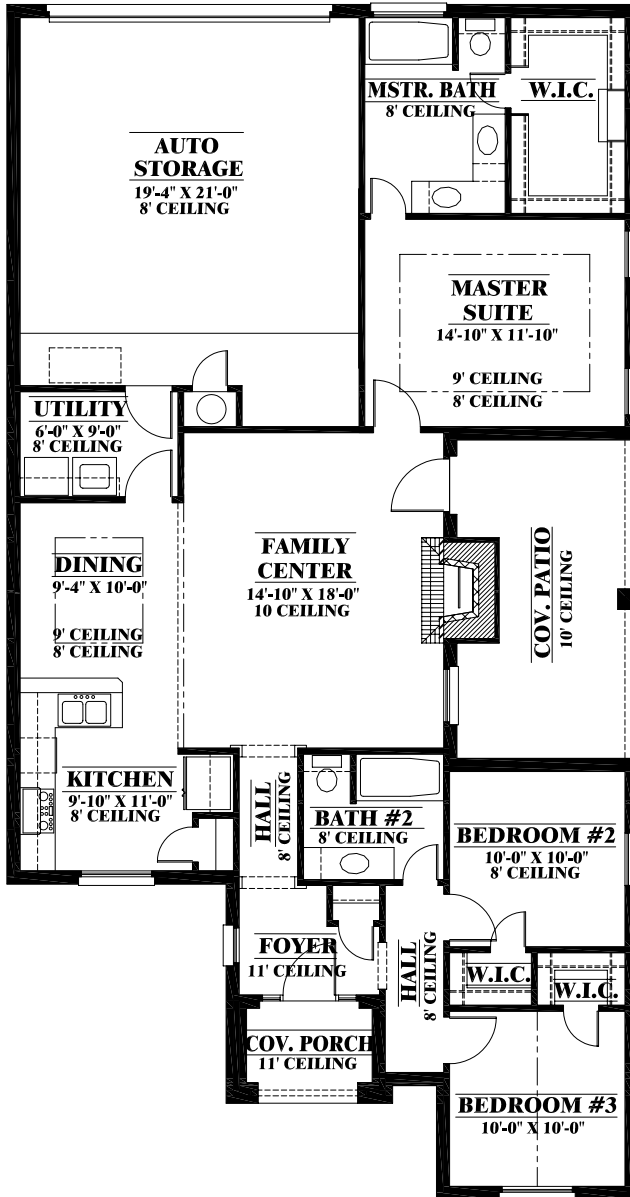 AUTO
STORAGE
19'-4" X 21'-0"
8' CEILING
MSTR. BATH
8' CEILING
W.I.C.
MASTER
SUITE
14'-10" X 11'-10"
9' CEILING
8' CEILING
UTILITY
6'-0" X 9'-0"
8' CEILING
DINING
9'-4" X 10'-0"
9' CEILING
8' CEILING
FAMILY
CENTER
14'-10" X 18'-0"
10 CEILING
COV. PATIO
10' CEILING
KITCHEN
9'-10" X 11'-0"
8' CEILING
HALL
8' CEILING
BATH #2
8' CEILING
BEDROOM #2
10'-0" X 10'-0"
8' CEILING
FOYER
11' CEILING
HALL
8' CEILING
W.I.C.
W.I.C.
COV. PORCH
11' CEILING
BEDROOM #3
10'-0" X 10'-0"